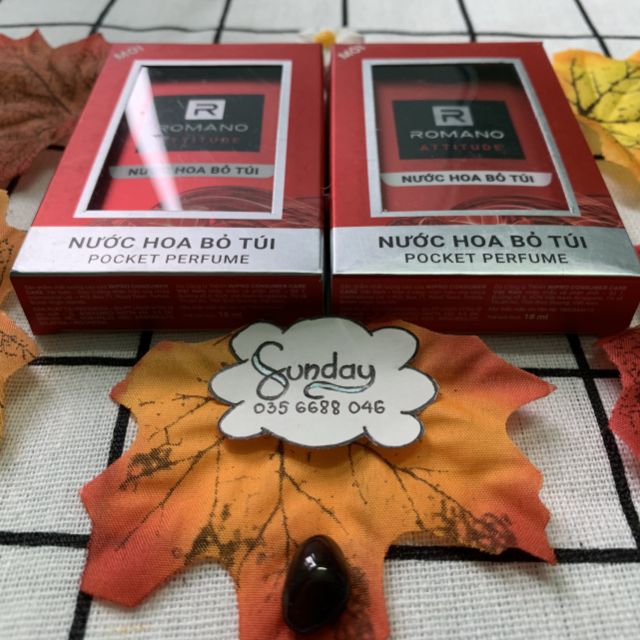 MỚI
R
ROMANO
ATTITUDE
NƯỚC HOA BỎ TÚI
NƯỚC HOA BỎ TÚI
POCKET PERFUME
MỚI
R
ROMANO
ATTITUDE
NƯỚC HOA BỎ TÚI
NƯỚC HOA BỎ TÚI
POCKET PERFUME
18 ml
Sunday
035 6688 046